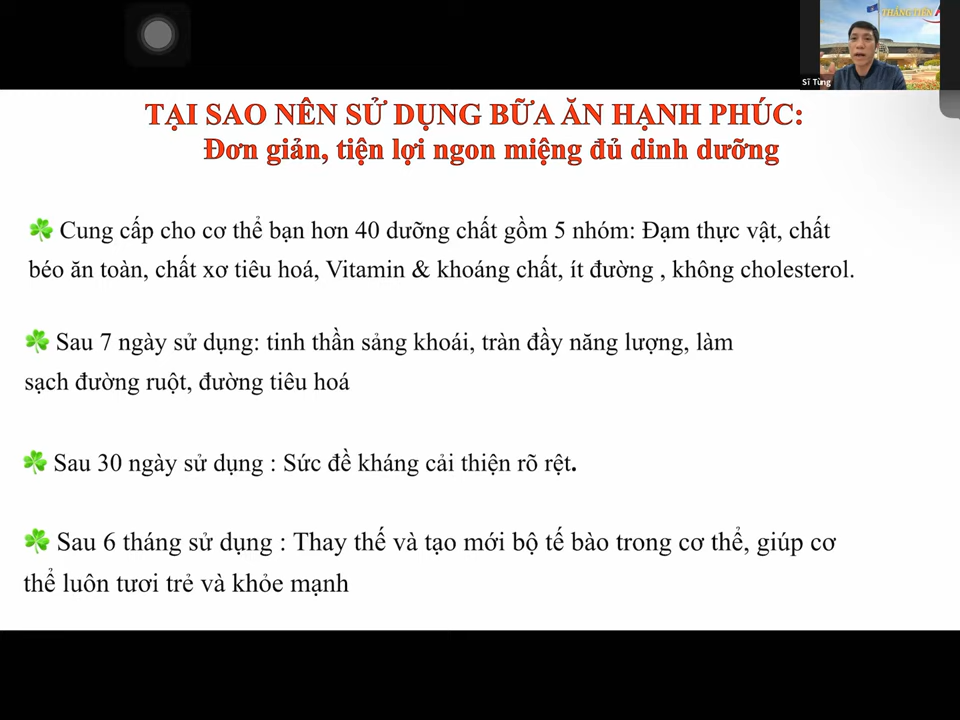 THẮNG TIẾN
Sĩ Tùng
TẠI SAO NÊN SỬ DỤNG BỮA ĂN HẠNH PHÚC:
Đơn giản, tiện lợi ngon miệng đủ dinh dưỡng
☘️ Cung cấp cho cơ thể bạn hơn 40 dưỡng chất gồm 5 nhóm: Đạm thực vật, chất
béo ăn toàn, chất xơ tiêu hoá, Vitamin & khoáng chất, ít đường , không cholesterol.
☘️ Sau 7 ngày sử dụng: tinh thần sảng khoái, tràn đầy năng lượng, làm
sạch đường ruột, đường tiêu hoá
☘️ Sau 30 ngày sử dụng : Sức đề kháng cải thiện rõ rệt.
☘️ Sau 6 tháng sử dụng : Thay thế và tạo mới bộ tế bào trong cơ thể, giúp cơ
thể luôn tươi trẻ và khỏe mạnh